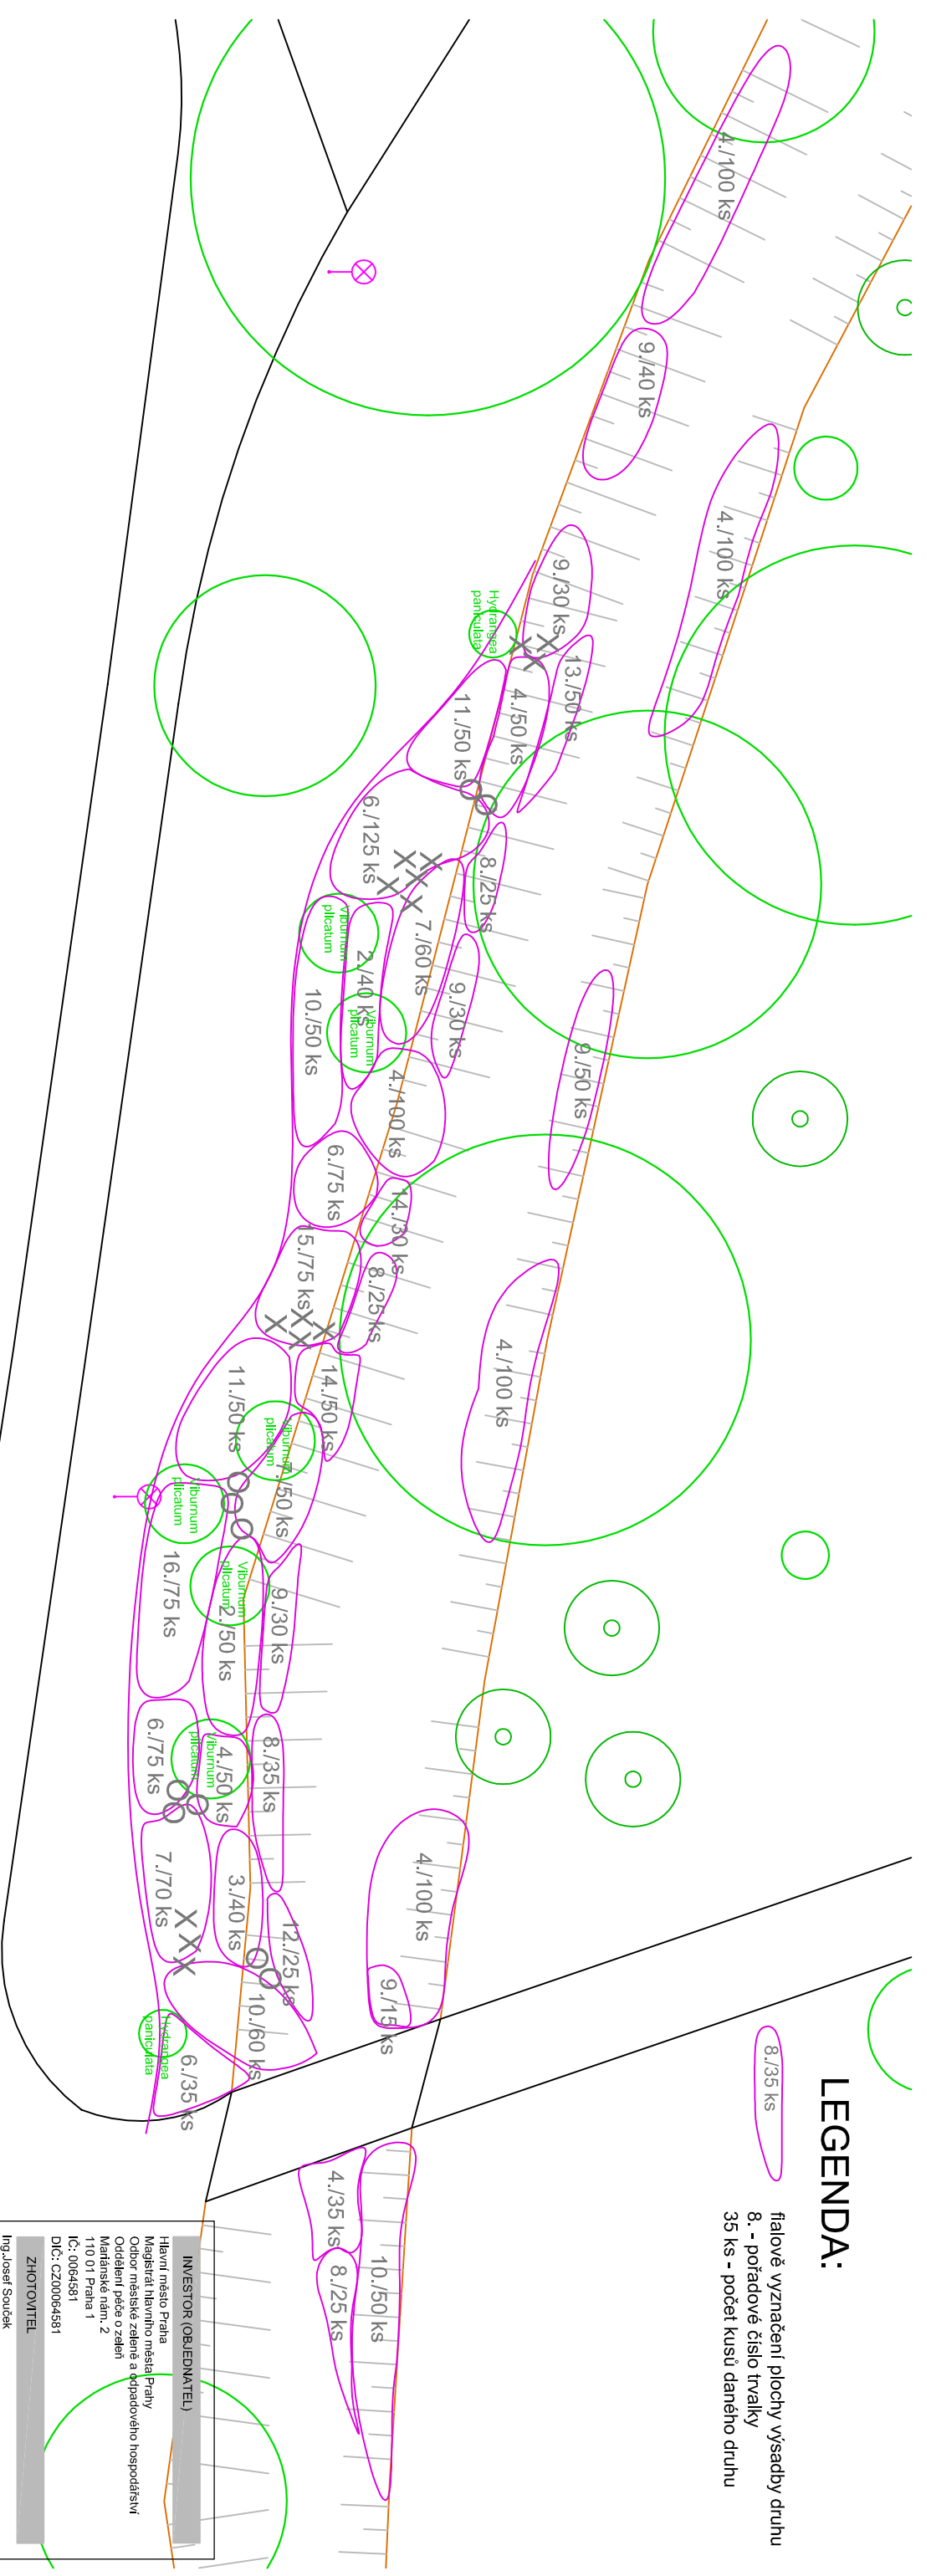 4./100 ks
9./40 ks
4./100 ks
9./30 ks
Hydrangea
paniculata
13./50 ks
4./50 ks
11./50 ks
6./125 ks
8./25 ks
7./60 ks
Viburnum
plicatum
2./40 ks
9./30 ks
10./50 ks
Viburnum
plicatum
9./50 ks
4./100 ks
6./75 ks
14./30 ks
15./75 ks
8./25 ks
4./100 ks
14./50 ks
11./50 ks
Viburnum
plicatum
7./50 ks
Viburnum
plicatum
16./75 ks
Viburnum
plicatum
2./50 ks
9./30 ks
6./75 ks
Viburnum
plicatum
4./50 ks
8./35 ks
4./100 ks
7./70 ks
3./40 ks
12./25 ks
9./15 ks
10./60 ks
Hydrangea
paniculata
6./35 ks
4./35 ks
8./25 ks
10./50 ks
LEGENDA:
8./35 ks
fialově vyznačení plochy výsadby druhu
8. - pořadové číslo trvalky
35 ks - počet kusů daného druhu
INVESTOR (OBJEDNATEL)
Hlavní město Praha
Magistrát hlavního města Prahy
Odbor městské zeleně a odpadového hospodářství
Oddělení péče o zeleň
Mariánské nám. 2
110 01 Praha 1
IČ: 0064581
DIČ: CZ00064581
ZHOTOVITEL
Ing.Josef Souček